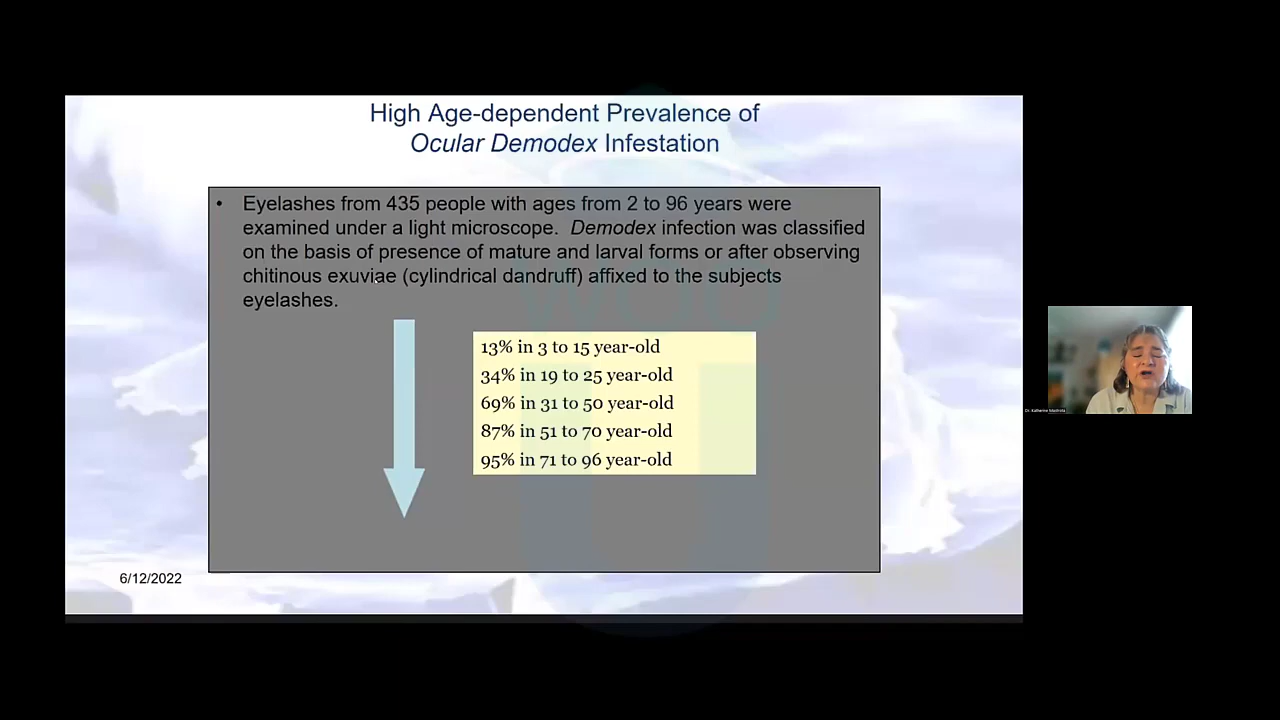 High Age-dependent Prevalence of
Ocular Demodex Infestation
• Eyelashes from 435 people with ages from 2 to 96 years were
examined under a light microscope. Demodex infection was classified
on the basis of presence of mature and larval forms or after observing
chitinous exuviae (cylindrical dandruff) affixed to the subjects
eyelashes.
13% in 3 to 15 year-old
34% in 19 to 25 year-old
69% in 31 to 50 year-old
87% in 51 to 70 year-old
95% in 71 to 96 year-old
6/12/2022
Dr. Katherine